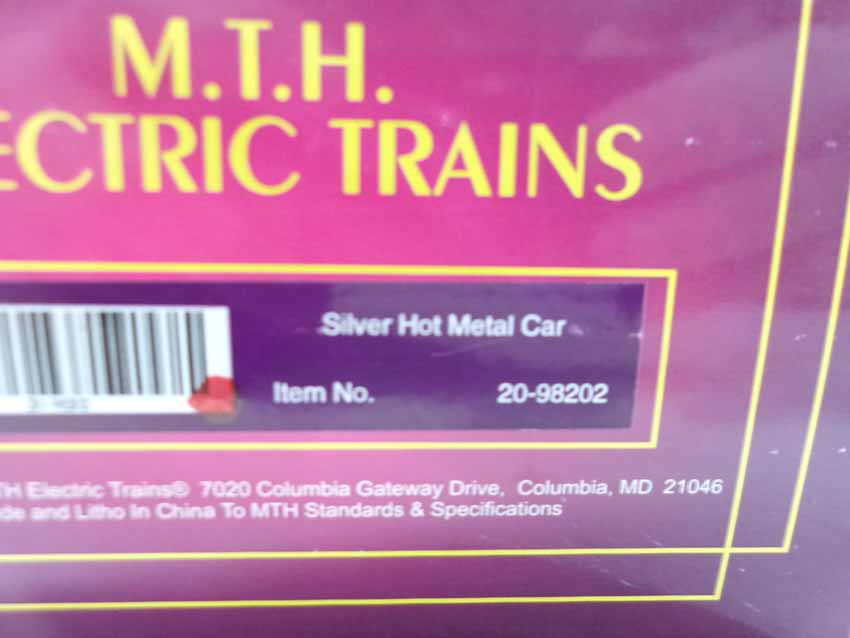 M.T.H.
ECTRIC TRAINS
Silver Hot Metal Car
Item No. 20-98202
TH Electric Trains® 7020 Columbia Gateway Drive, Columbia, MD 21046
de and Litho In China To MTH Standards & Specifications